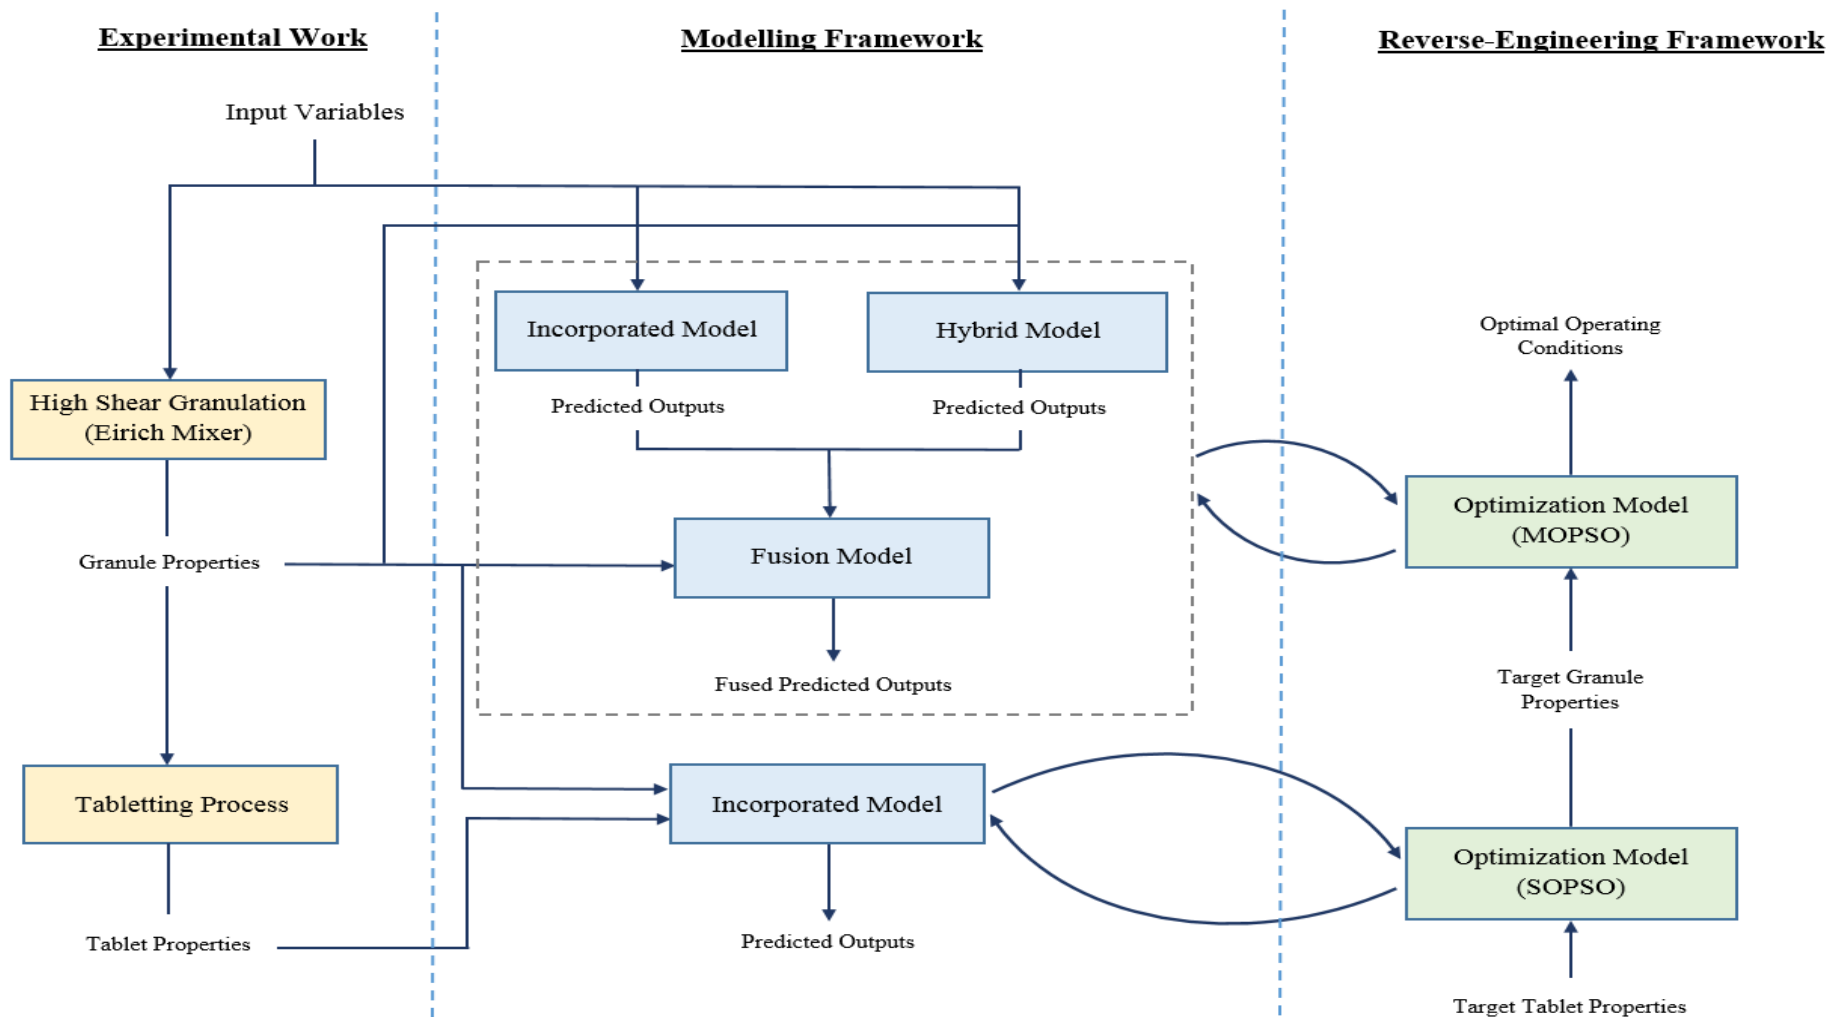 Experimental Work
Modelling Framework
Reverse-Engineering Framework
Input Variables
Incorporated Model
Hybrid Model
Optimal Operating
Conditions
High Shear Granulation
(Eirich Mixer)
Predicted Outputs
Predicted Outputs
Optimization Model
(MOPSO)
Granule Properties
Fusion Model
Fused Predicted Outputs
Target Granule
Properties
Tabletting Process
Incorporated Model
Optimization Model
(SOPSO)
Tablet Properties
Predicted Outputs
Target Tablet Properties